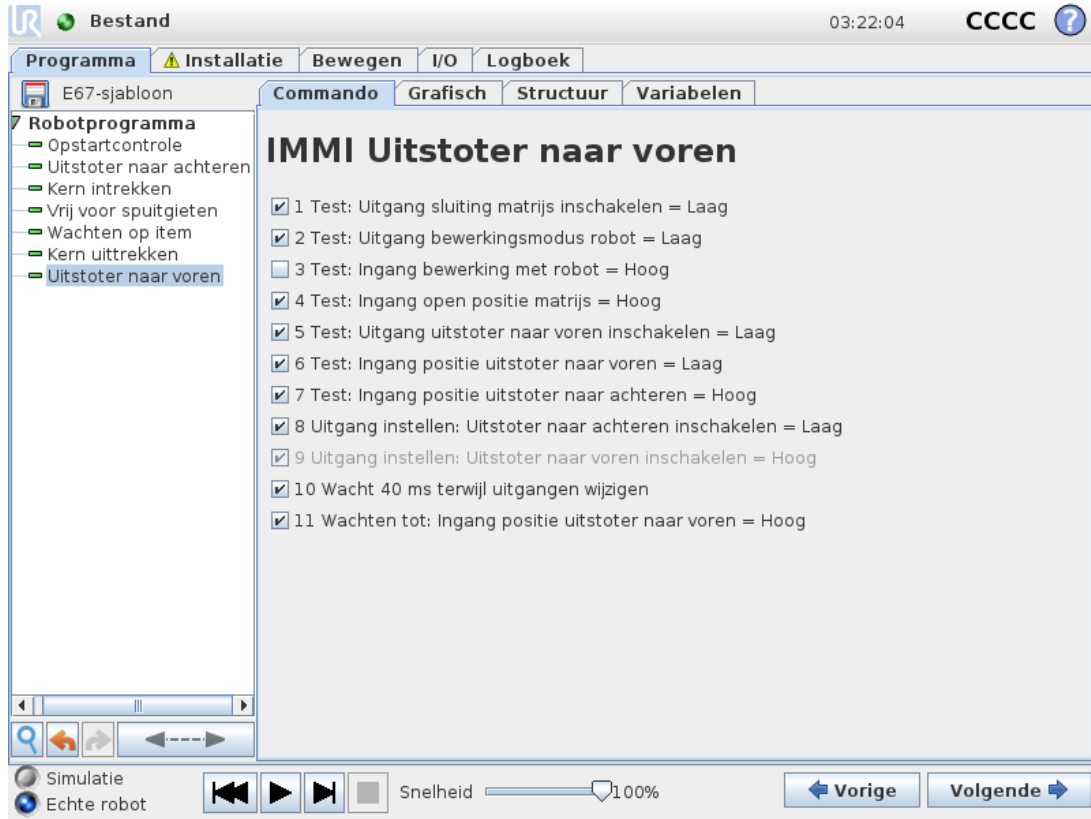 UR Bestand 03:22:04 CCCC ?
Programma Installatie Bewegen I/O Logboek
E67-sjabloon Commando Grafisch Structuur Variabelen
Robotprogramma
Opstartcontrole
Uitstoter naar achteren
Kern intrekken
Vrij voor spuitgieten
Wachten op item
Kern uittrekken
Uitstoter naar voren
IMMI Uitstoter naar voren
1 Test: Uitgang sluiting matrijs inschakelen = Laag
2 Test: Uitgang bewerkingsmodus robot = Laag
3 Test: Ingang bewerking met robot = Hoog
4 Test: Ingang open positie matrijs = Hoog
5 Test: Uitgang uitstoter naar voren inschakelen = Laag
6 Test: Ingang positie uitstoter naar voren = Laag
7 Test: Ingang positie uitstoter naar achteren = Hoog
8 Uitgang instellen: Uitstoter naar achteren inschakelen = Laag
9 Uitgang instellen: Uitstoter naar voren inschakelen = Hoog
10 Wacht 40 ms terwijl uitgangen wijzigen
11 Wachten tot: Ingang positie uitstoter naar voren = Hoog
Simulatie
Echte robot
Snelheid 100% Vorige Volgende